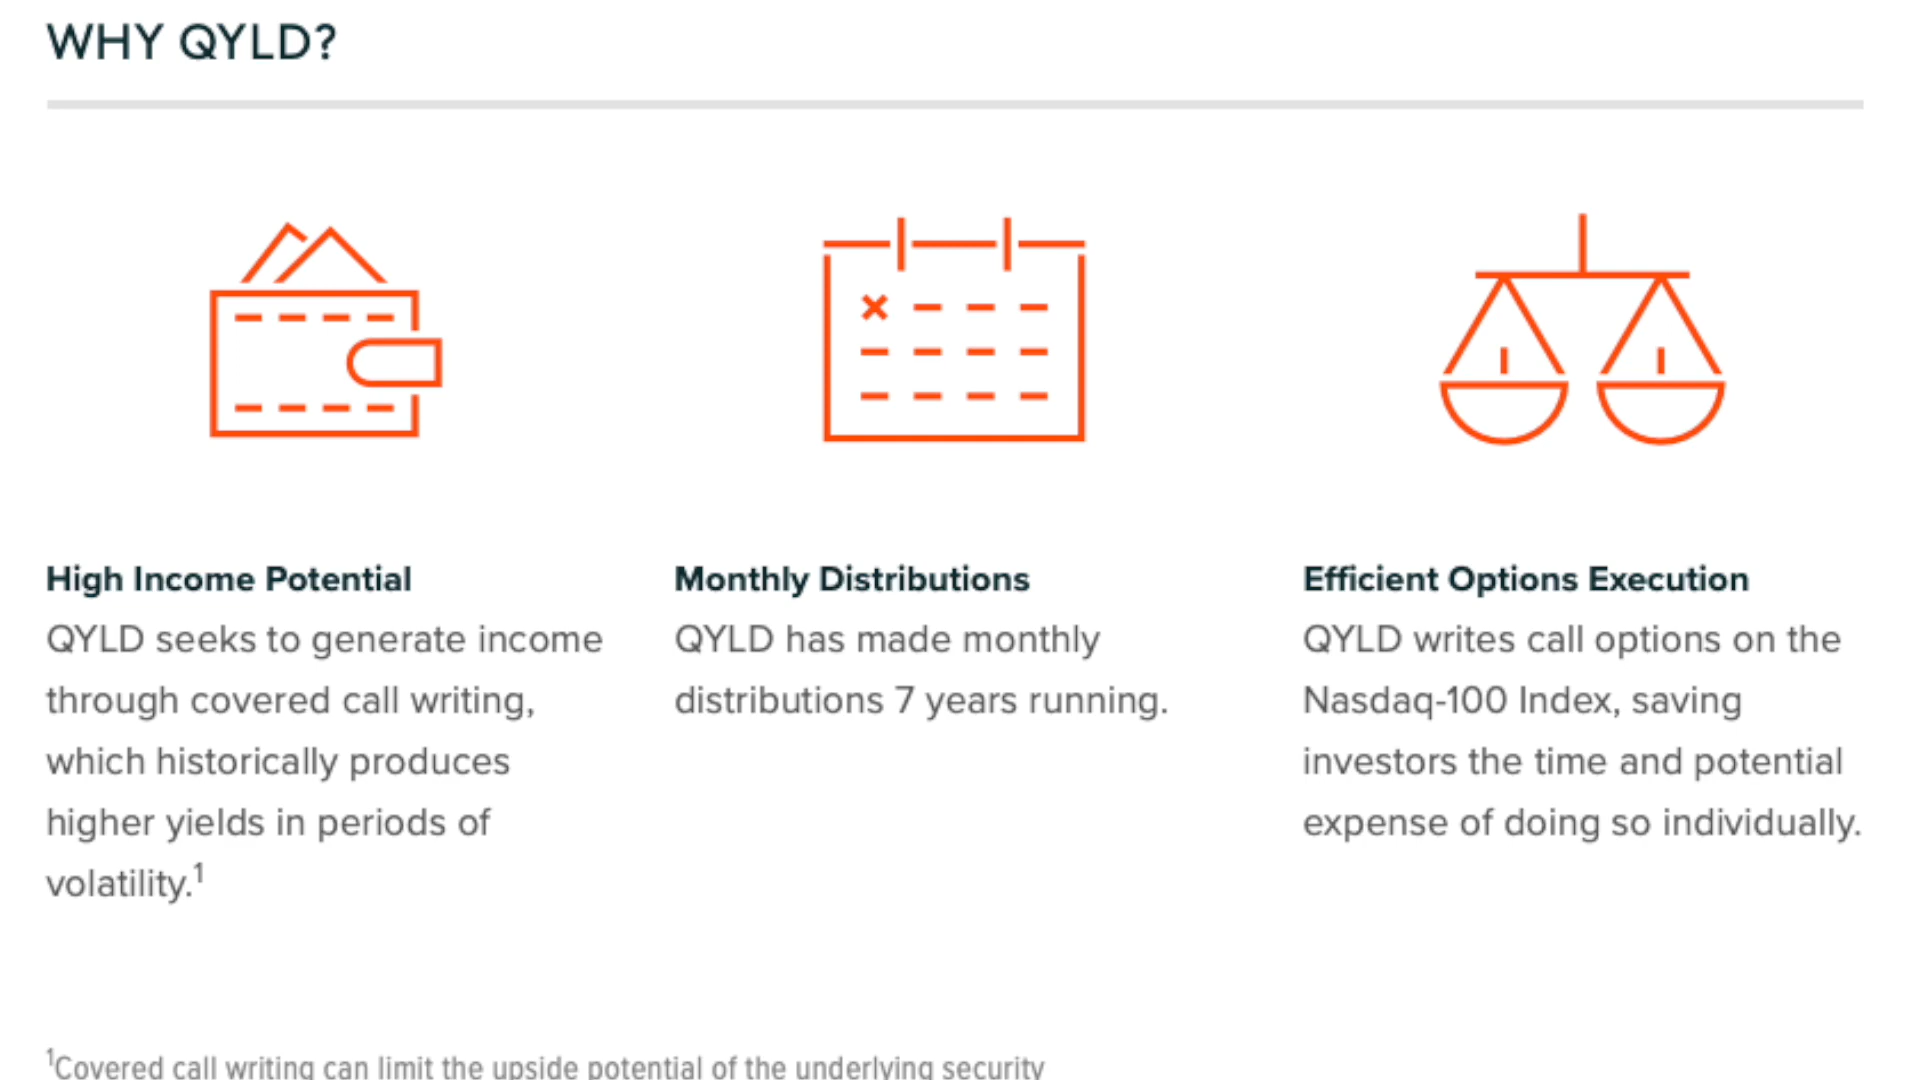 WHY QYLD?
High Income Potential
QYLD seeks to generate income
through covered call writing,
which historically produces
higher yields in periods of
volatility.¹
Monthly Distributions
QYLD has made monthly
distributions 7 years running.
Efficient Options Execution
QYLD writes call options on the
Nasdaq-100 Index, saving
investors the time and potential
expense of doing so individually.
¹Covered call writing can limit the upside potential of the underlying security